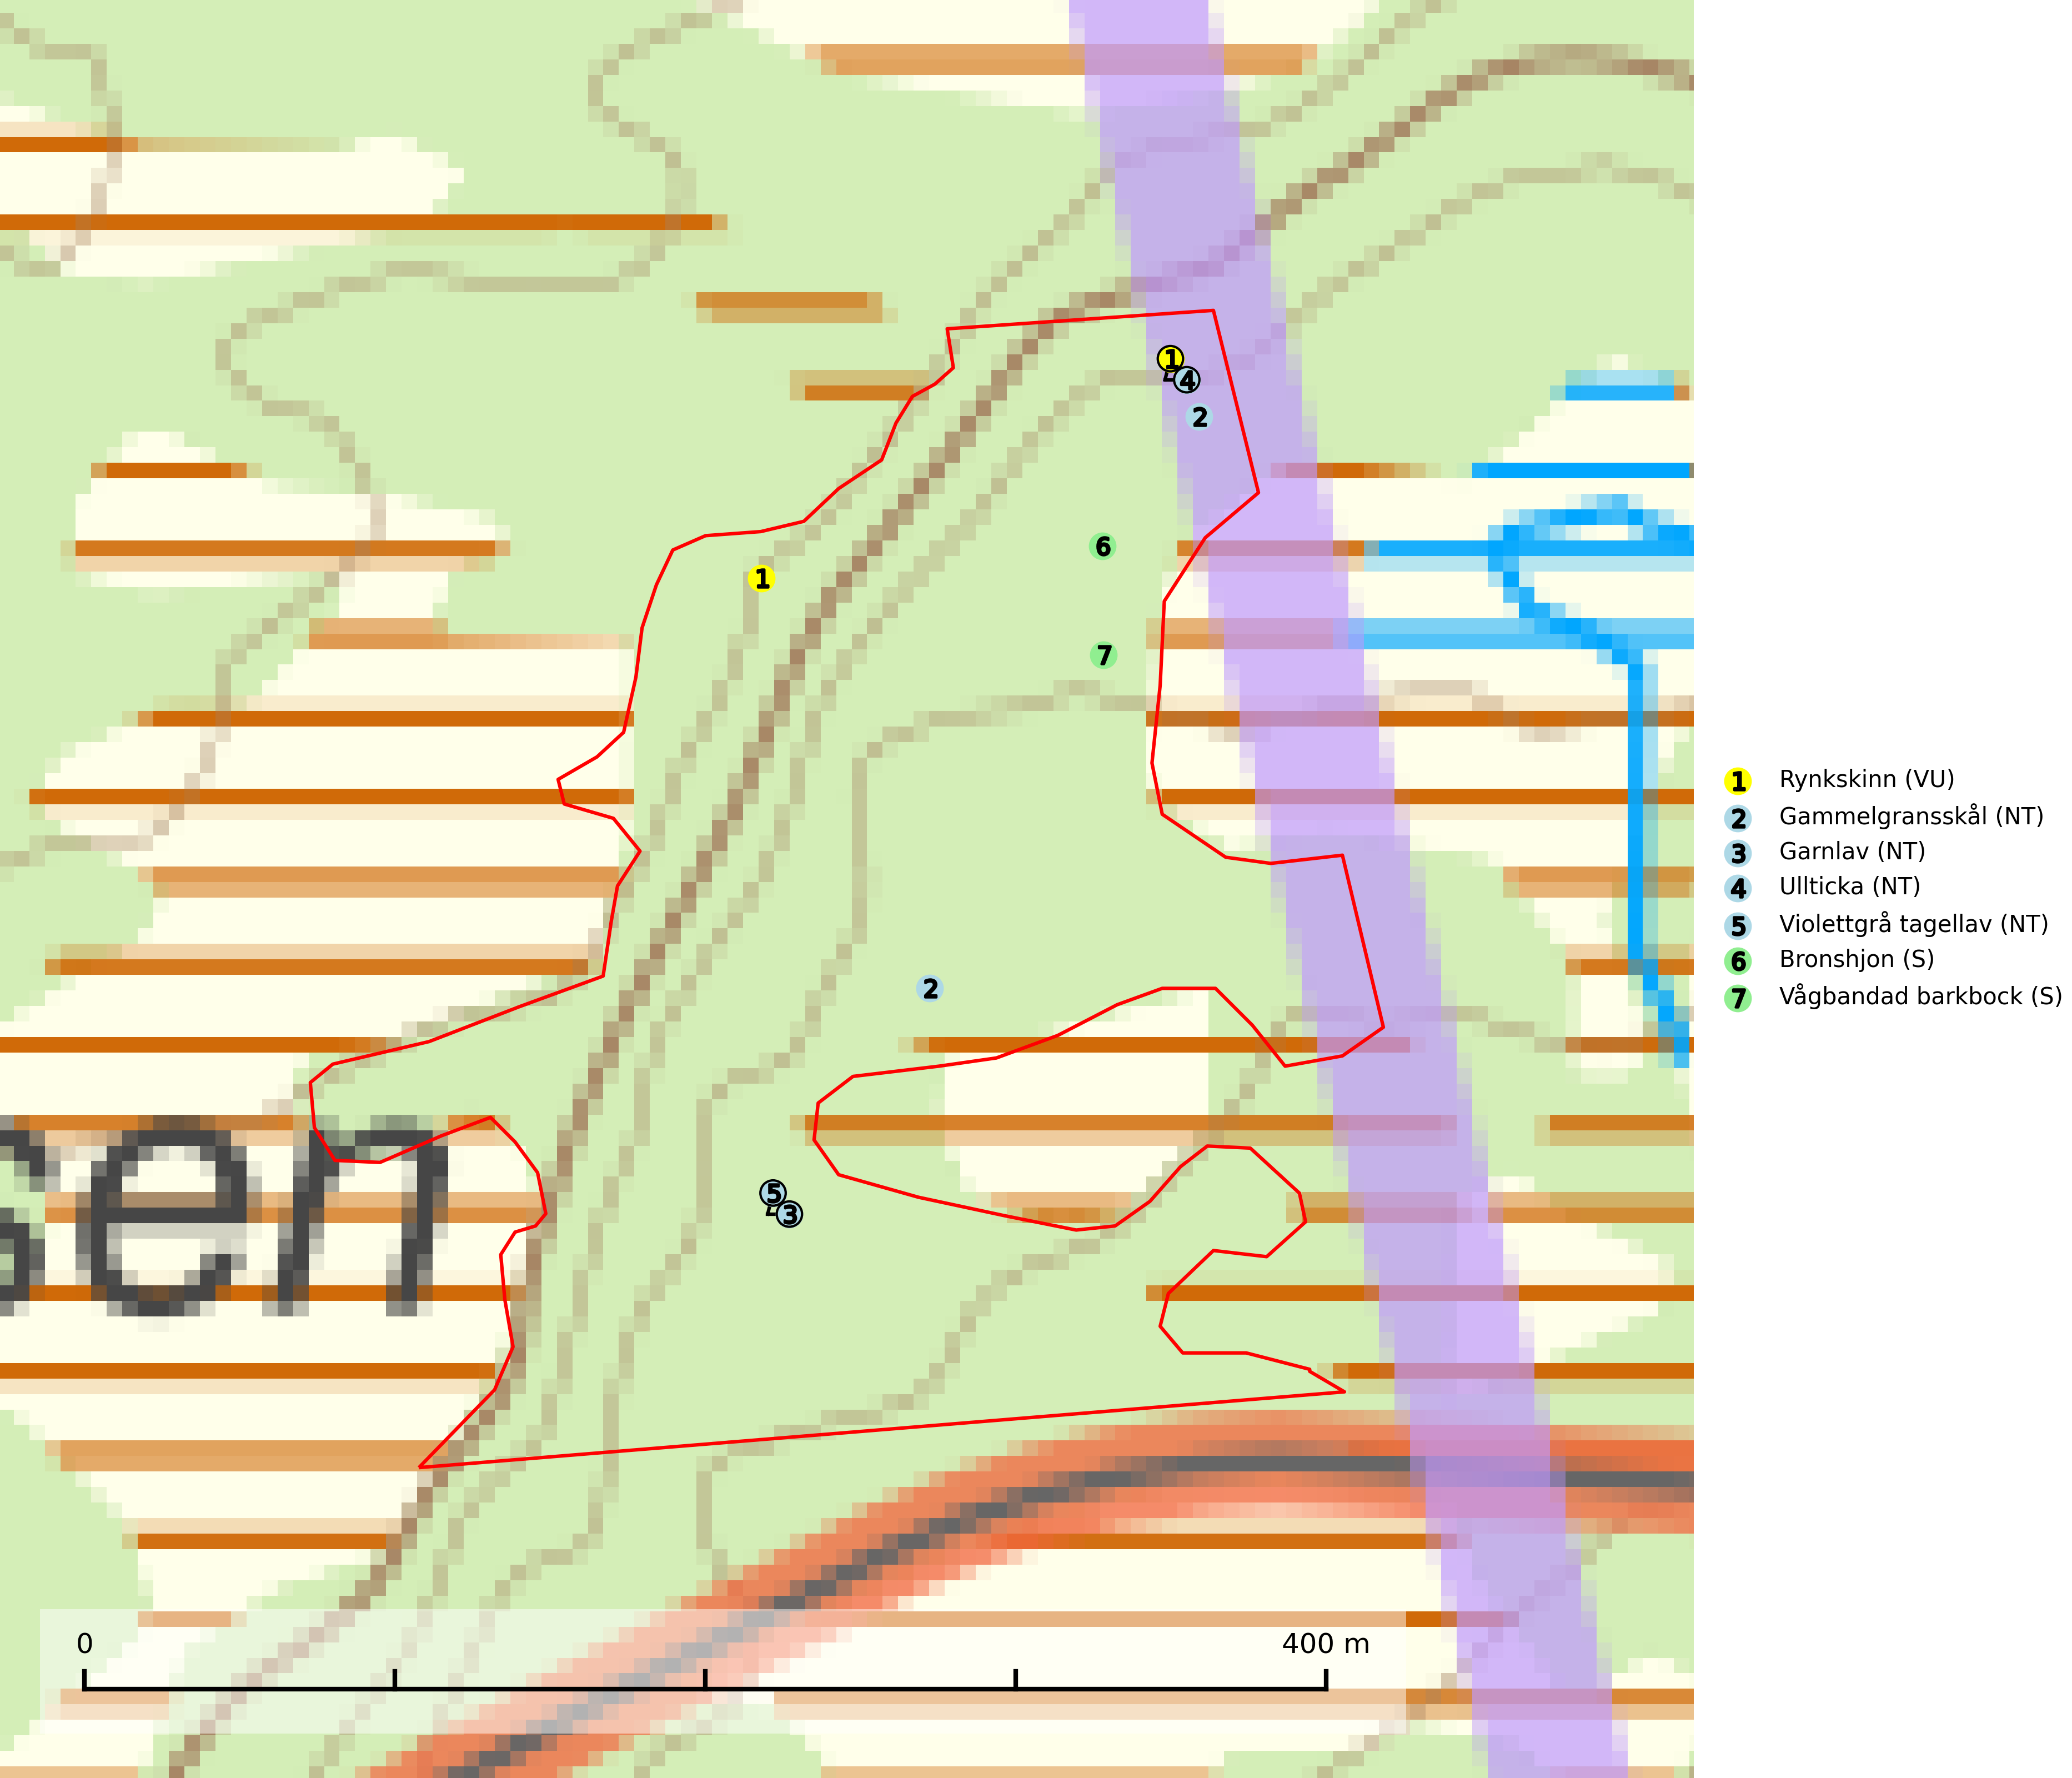 1
4
2
6
1
7
2
5
3
en
0 400 m
1 Rynkskinn (VU)
2 Gammelgransskål (NT)
3 Garnlav (NT)
4 Ullticka (NT)
5 Violettgrå tagellav (NT)
6 Bronshjon (S)
7 Vågbandad barkbock (S)